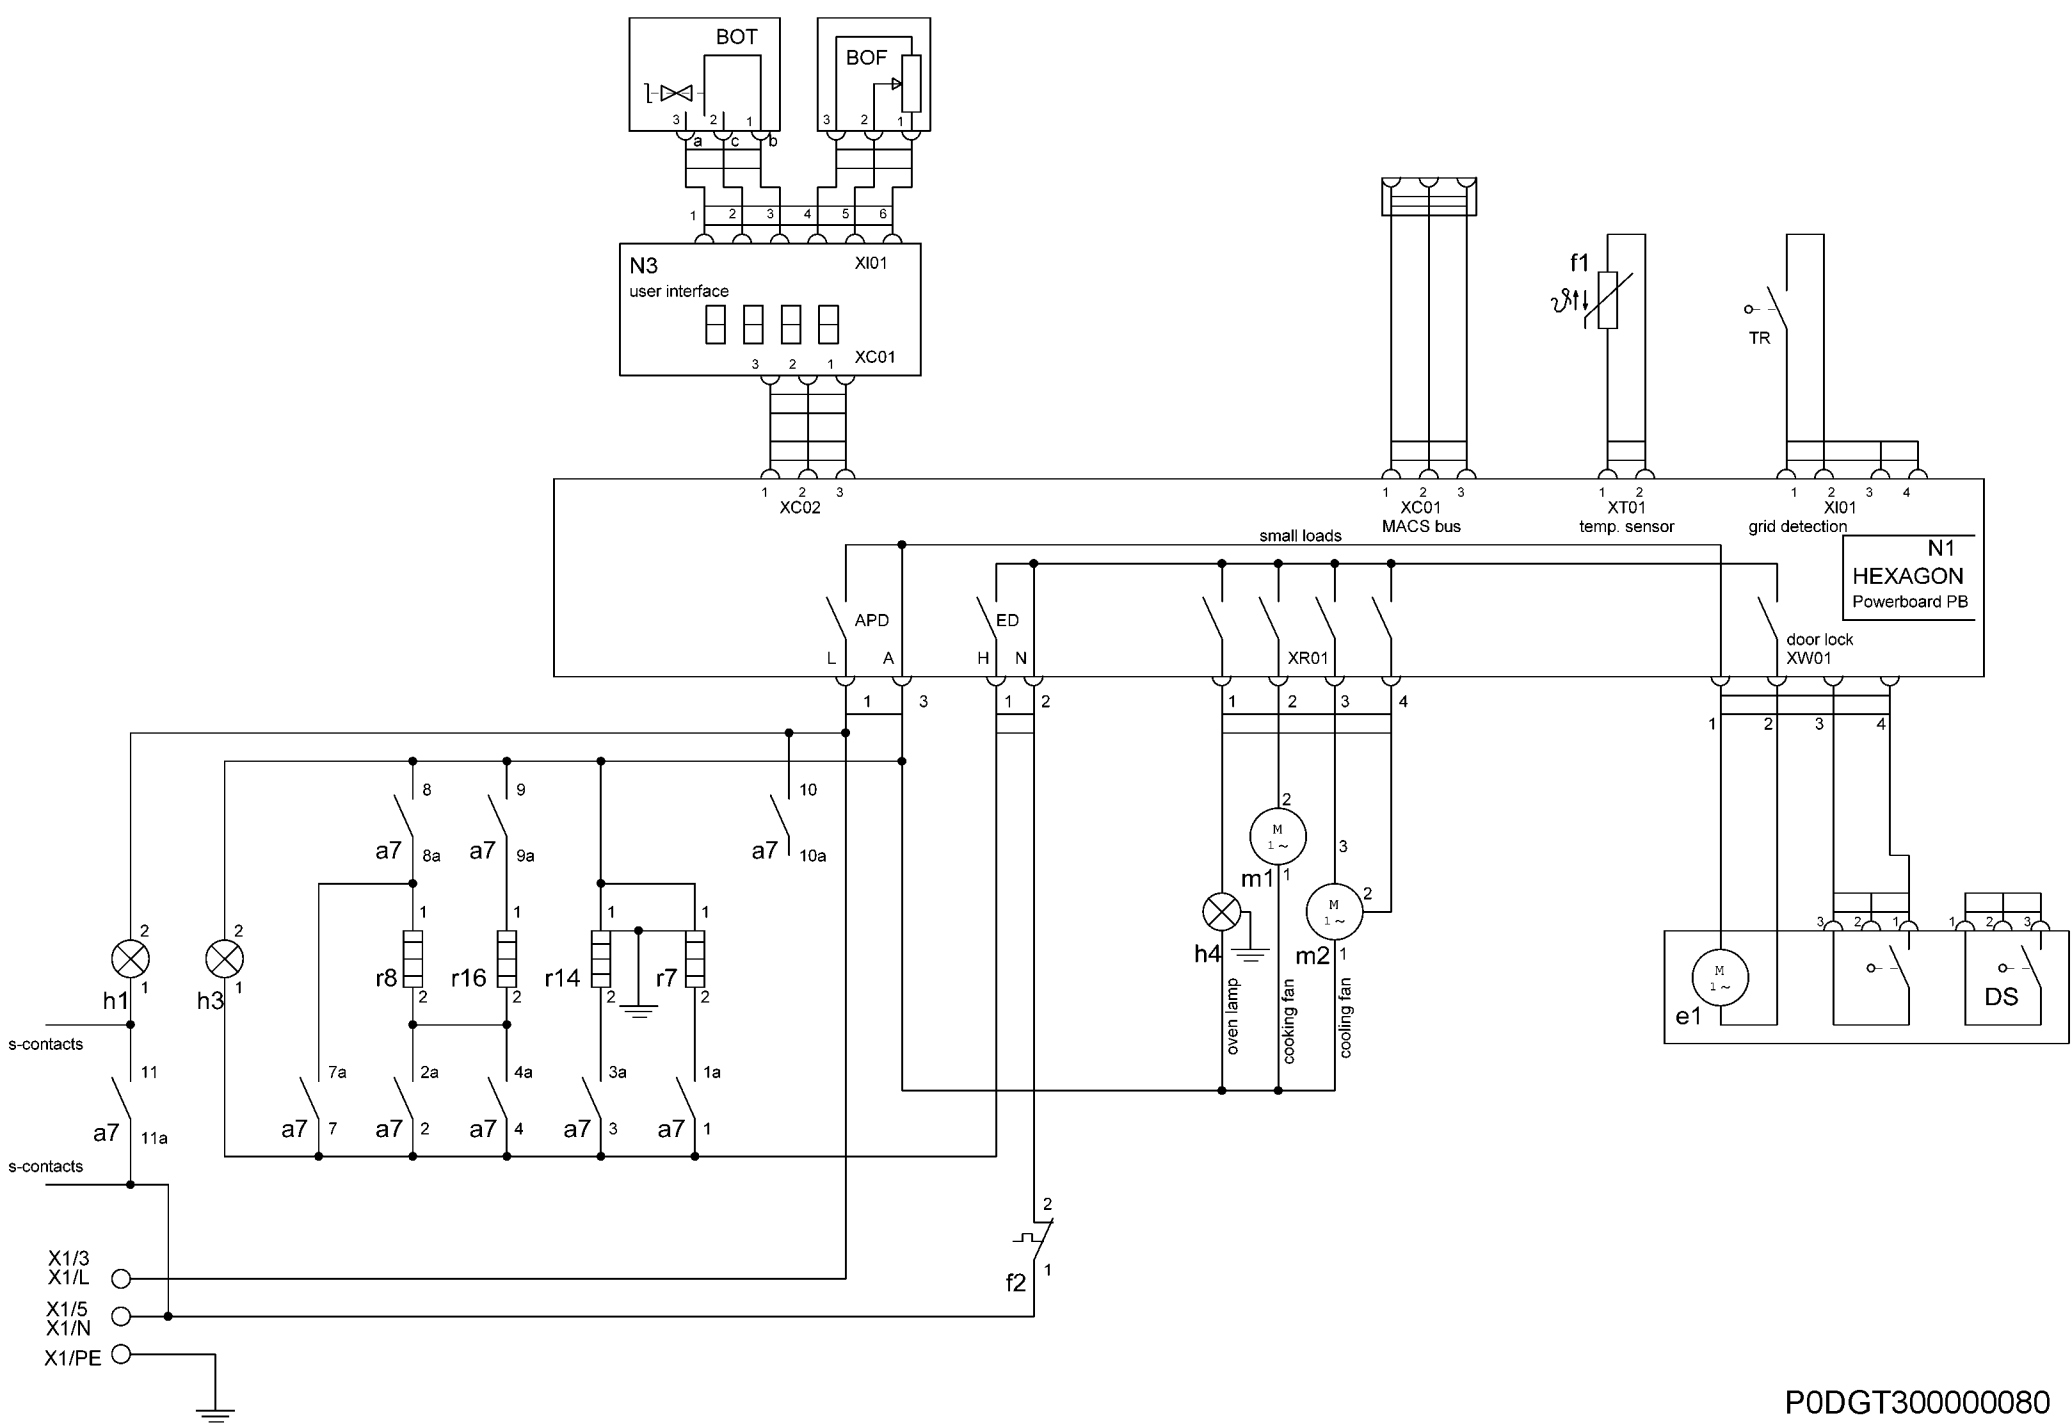 BOT
BOF
3 2 1
3 2 1
a c b
1 2 3 4 5 6
N3
XI01
user interface
XC01
3 2 1
f1
ϑ
TR
1 2 3
XC02
1 2 3
XC01
MACS bus
1 2
XT01
temp. sensor
1 2 3 4
XI01
grid detection
small loads
N1
HEXAGON
Powerboard PB
APD
ED
door lock
L A H N
XR01
XW01
1 3 1 2
1 2 3 4
1 2 3 4
8
9
10
2
a7 8a
a7 9a
a7 10a
3
M
1~
m1 1
1 1 1 1
2
M
1~
3 2 1
1 2 3
2 2
r8 r16 r14 r7
h4
m2 1
M
1~
1 1
2 2 2 2
h1 h3
e1
DS
oven lamp
cooking fan
cooling fan
s-contacts
11
7a 2a 4a 3a 1a
a7 11a
a7 7
a7 2
a7 4
a7 3
a7 1
s-contacts
2
f2 1
X1/3
X1/L
X1/5
X1/N
X1/PE
P0DGT300000080